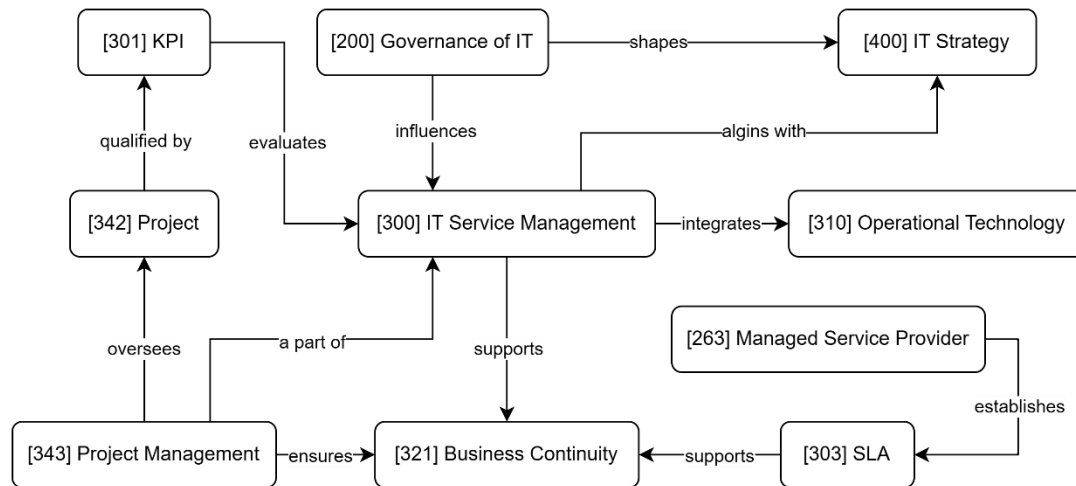 [301] KPI
[200] Governance of IT
shapes
[400] IT Strategy
qualified by
evaluates
influences
algins with
[342] Project
[300] IT Service Management
integrates
[310] Operational Technology
oversees
a part of
supports
[263] Managed Service Provider
establishes
[343] Project Management
ensures
[321] Business Continuity
supports
[303] SLA